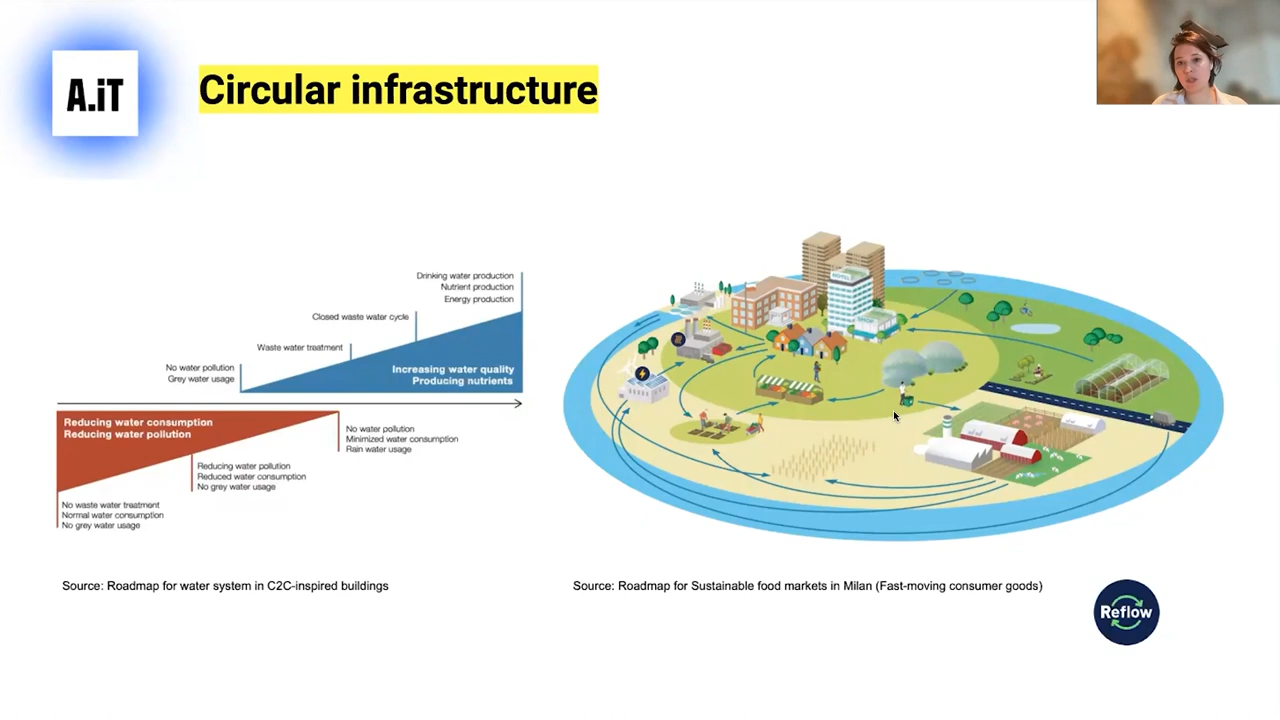 A.iT
Circular infrastructure
Drinking water production
Nutrient production
Energy production
Closed waste water cycle
Waste water treatment
No water pollution
Grey water usage
Increasing water quality
Producing nutrients
Reducing water consumption
Reducing water pollution
No water pollution
Minimized water consumption
Rain water usage
Reducing water pollution
Reduced water consumption
No grey water usage
No waste water treatment
Normal water consumption
No grey water usage
Source: Roadmap for water system in C2C-inspired buildings
HOTEL
SHOP
Source: Roadmap for Sustainable food markets in Milan (Fast-moving consumer goods)
Reflow